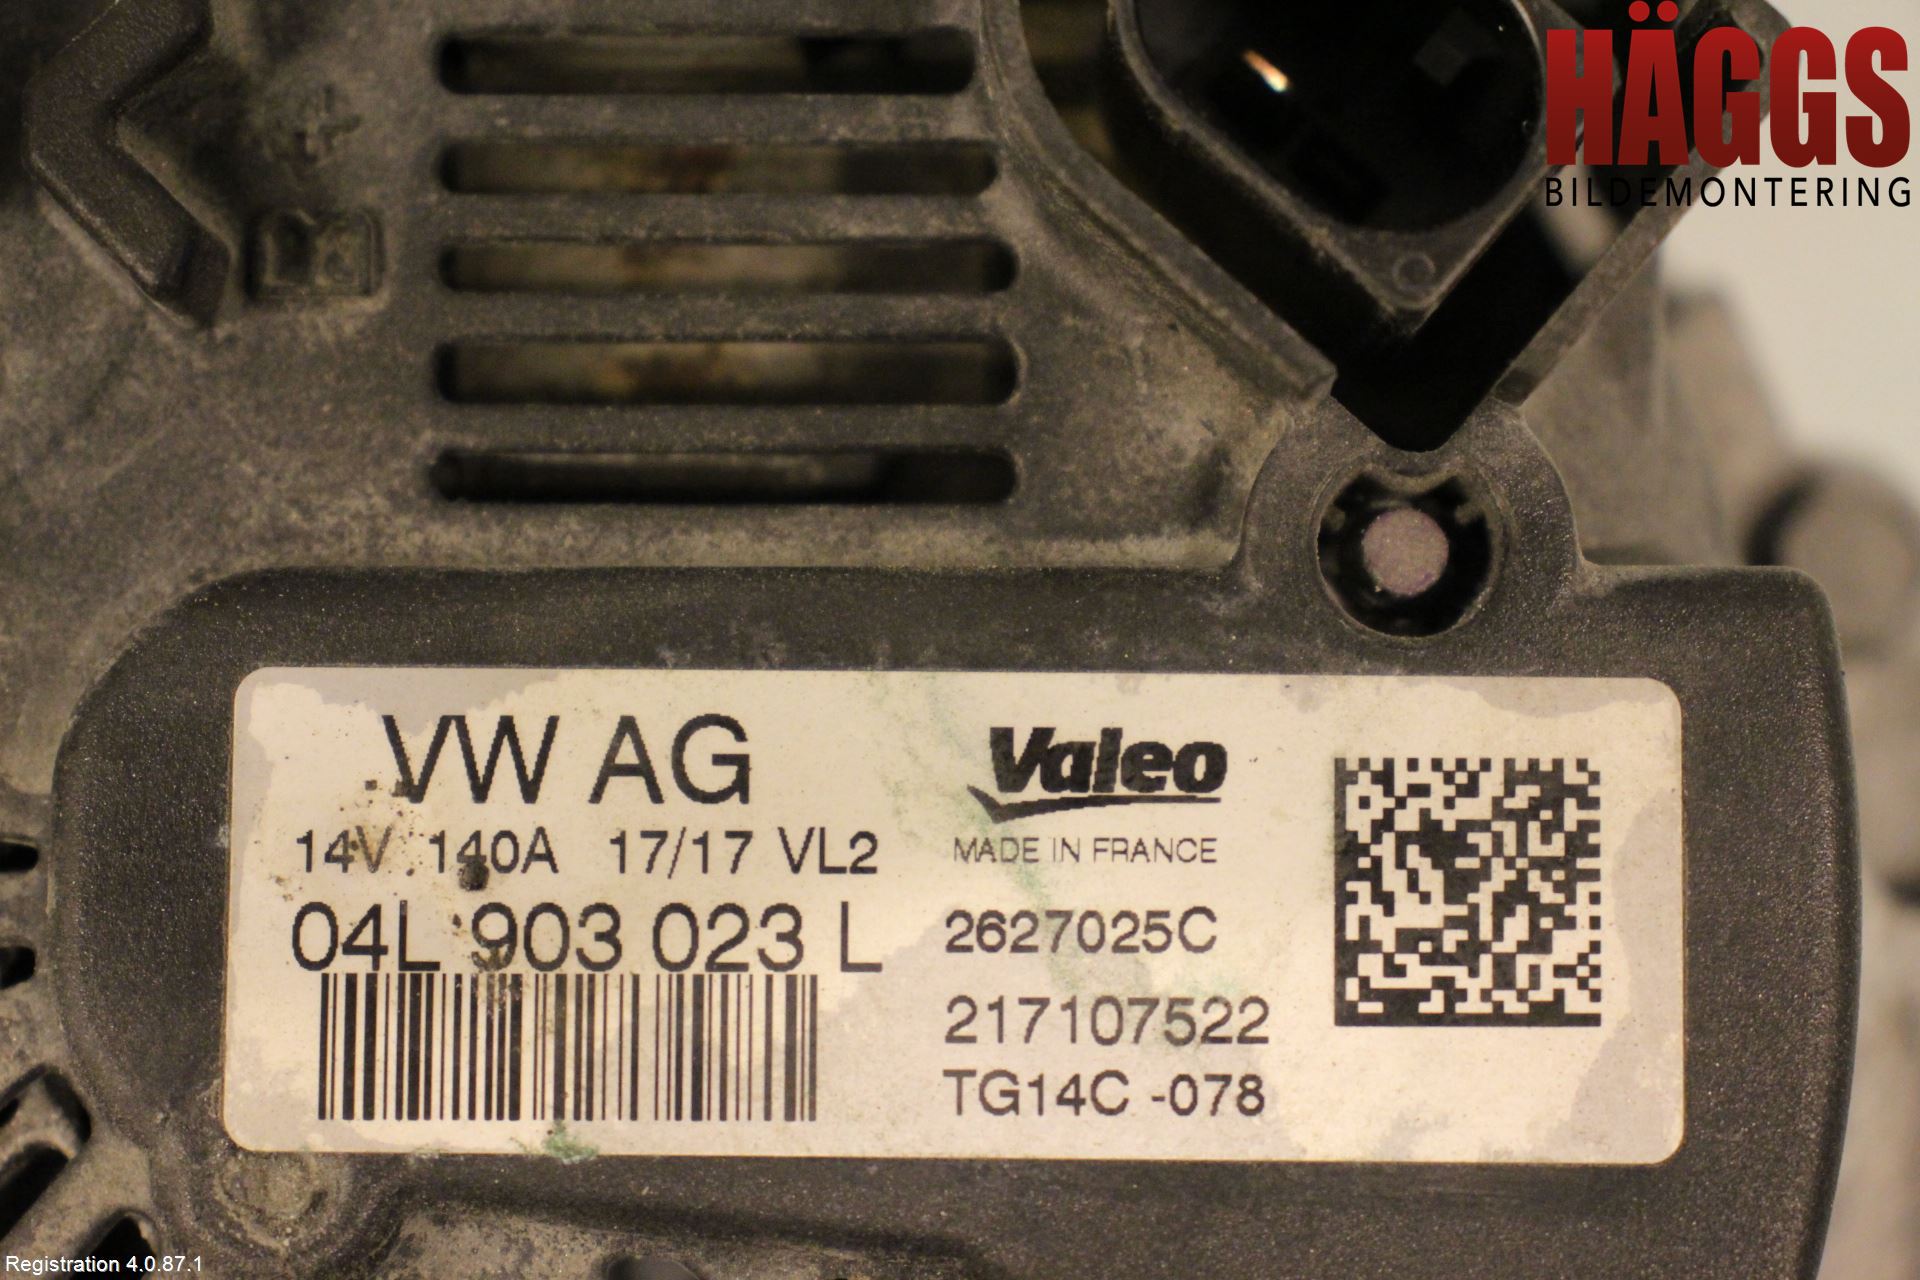 HÄGGS
BILDEMONTERING
M8
VW AG
14V 140A 17/17 VL2
04L 903 023 L
Valeo
MADE IN FRANCE
2627025C
217107522
TG14C -078
Registration 4.0.87.1